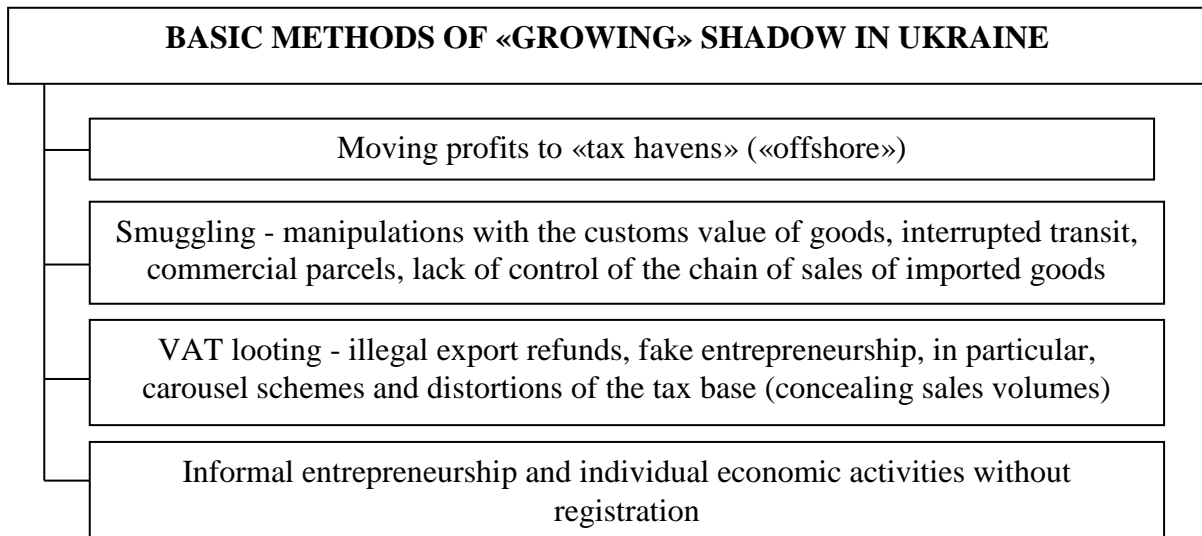 BASIC METHODS OF «GROWING» SHADOW IN UKRAINE
Moving profits to «tax havens» («offshore»)
Smuggling - manipulations with the customs value of goods, interrupted transit,
commercial parcels, lack of control of the chain of sales of imported goods
VAT looting - illegal export refunds, fake entrepreneurship, in particular,
carousel schemes and distortions of the tax base (concealing sales volumes)
Informal entrepreneurship and individual economic activities without
registration